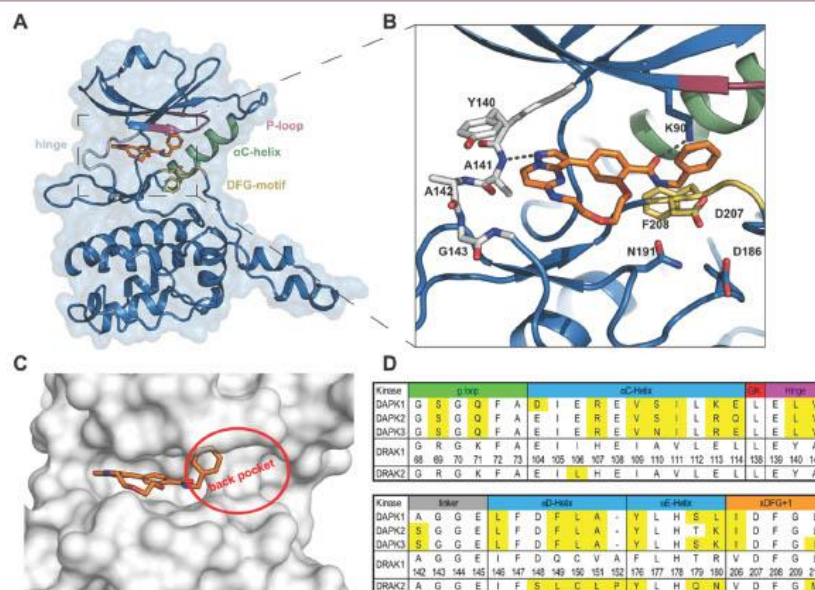 A
hinge
P-loop
αC-helix
DFG-motif
B
Y140
K90
A141
A142
G143
F208
D207
N191
D186
C
back pocket
D
Kinase p.loop αC-Helix GK Hinge
DAPK1 G S G Q F A D I E R E V S I L K E L E L V
DAPK2 G S G Q F A E I E R E V S I L R Q L E L V
DAPK3 G S G Q F A E I E R E V N I L R E L E L V
DRAK1 G R G K F A E I I H E I A V L E L L E Y A
68 69 70 71 72 73 104 105 106 107 108 109 110 111 112 113 114 138 139 140
DRAK2 G R G K F A E I L H E I A V L E L L E Y A
Kinase linker αD-Helix αE-Helix xDFG+1
DAPK1 A G G E L F D F L A - Y L H S L I D F G L
DAPK2 S G G E L F D F L A - Y L H T K I D F G L
DAPK3 S G G E L F D F L A - Y L H S K I D F G
DRAK1 A G G E I F D Q C V A F L H T R V D F G L
142 143 144 145 146 147 148 149 150 151 152 176 177 178 179 180 206 207 208 209
DRAK2 A G G E I F S L C L P Y L H Q N V D F G M